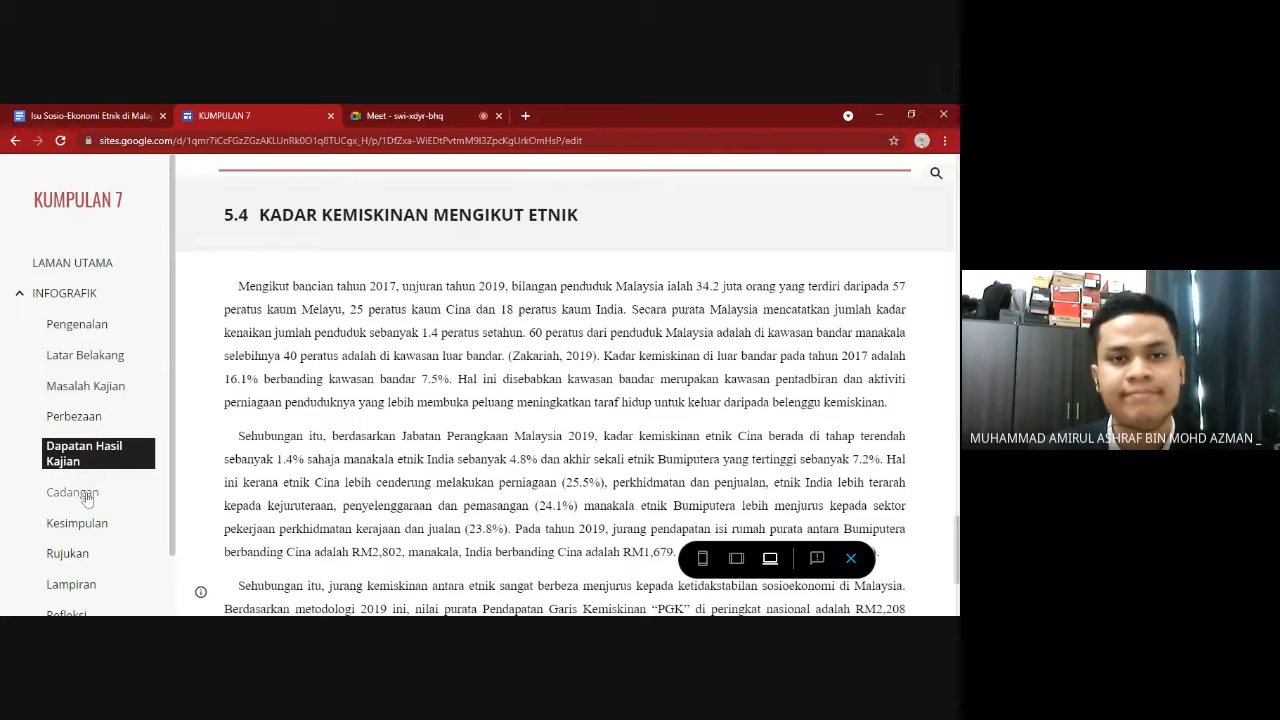 Isu Sosio-Ekonomi Etnik di Malay
KUMPULAN 7
Meet - swi-xdyr-bhq
sites.google.com/d/1qmr7iCcFGzZGzAKLUnRk0O1q8TUCgx_H/p/1DfZxa-WiEDtPvtmM9I3ZpcKgUrkOmHsP/edit
KUMPULAN 7
LAMAN UTAMA
INFOGRAFIK
Pengenalan
Latar Belakang
Masalah Kajian
Perbezaan
Dapatan Hasil
Kajian
Cadangan
Kesimpulan
Rujukan
Lampiran
Refleksi
5.4 KADAR KEMISKINAN MENGIKUT ETNIK
Mengikut bancian tahun 2017, unjuran tahun 2019, bilangan penduduk Malaysia ialah 34.2 juta orang yang terdiri daripada 57
peratus kaum Melayu, 25 peratus kaum Cina dan 18 peratus kaum India. Secara purata Malaysia mencatatkan jumlah kadar
kenaikan jumlah penduduk sebanyak 1.4 peratus setahun. 60 peratus dari penduduk Malaysia adalah di kawasan bandar manakala
selebihnya 40 peratus adalah di kawasan luar bandar. (Zakariah, 2019). Kadar kemiskinan di luar bandar pada tahun 2017 adalah
16.1% berbanding kawasan bandar 7.5%. Hal ini disebabkan kawasan bandar merupakan kawasan pentadbiran dan aktiviti
perniagaan penduduknya yang lebih membuka peluang meningkatkan taraf hidup untuk keluar daripada belenggu kemiskinan.
Sehubungan itu, berdasarkan Jabatan Perangkaan Malaysia 2019, kadar kemiskinan etnik Cina berada di tahap terendah
sebanyak 1.4% sahaja manakala etnik India sebanyak 4.8% dan akhir sekali etnik Bumiputera yang tertinggi sebanyak 7.2%. Hal
ini kerana etnik Cina lebih cenderung melakukan perniagaan (25.5%), perkhidmatan dan penjualan, etnik India lebih terarah
kepada kejuruteraan, penyelenggaraan dan pemasangan (24.1%) manakala etnik Bumiputera lebih menjurus kepada sektor
pekerjaan perkhidmatan kerajaan dan jualan (23.8%). Pada tahun 2019, jurang pendapatan isi rumah purata antara Bumiputera
berbanding Cina adalah RM2,802, manakala, India berbanding Cina adalah RM1,679.
Sehubungan itu, jurang kemiskinan antara etnik sangat berbeza menjurus kepada ketidakstabilan sosioekonomi di Malaysia.
Berdasarkan metodologi 2019 ini, nilai purata Pendapatan Garis Kemiskinan “PGK” di peringkat nasional adalah RM2,208
MUHAMMAD AMIRUL ASHRAF BIN MOHD AZMAN _